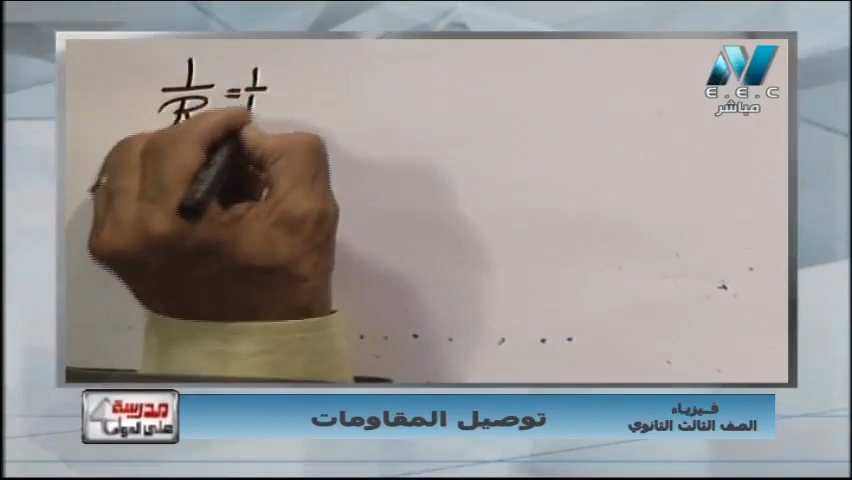 1/R = 1/
E.E.C
مباشر
فيزياء
الصف الثالث الثانوي
توصيل المقاومات
مدرسة
على الهواء